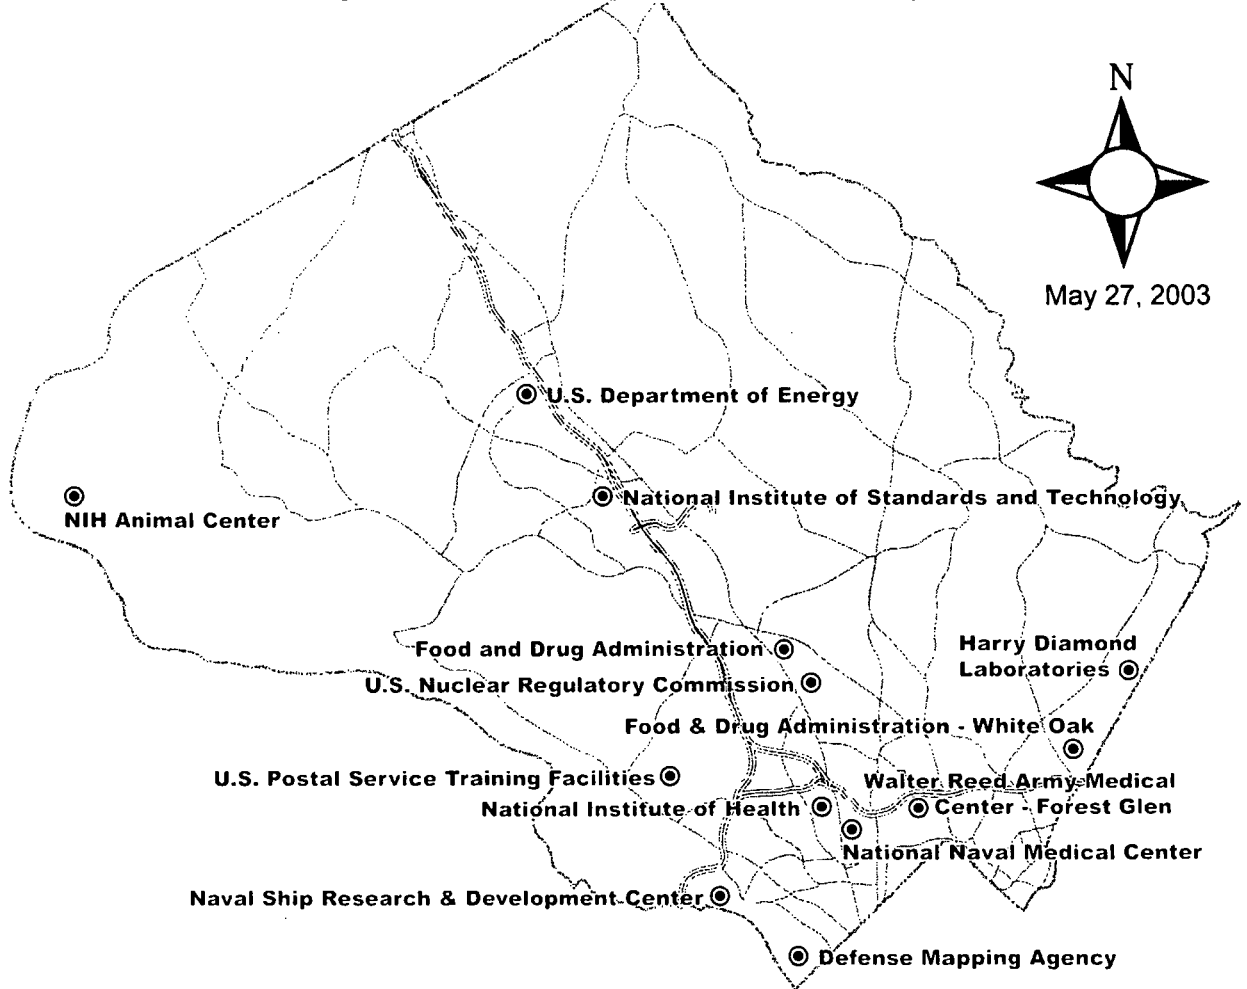 N
May 27, 2003
U.S. Department of Energy
National Institute of Standards and Technology
NIH Animal Center
Food and Drug Administration
Harry Diamond
Laboratories
U.S. Nuclear Regulatory Commission
Food & Drug Administration - White Oak
U.S. Postal Service Training Facilities
Walter Reed Army Medical
Center - Forest Glen
National Institute of Health
National Naval Medical Center
Naval Ship Research & Development Center
Defense Mapping Agency